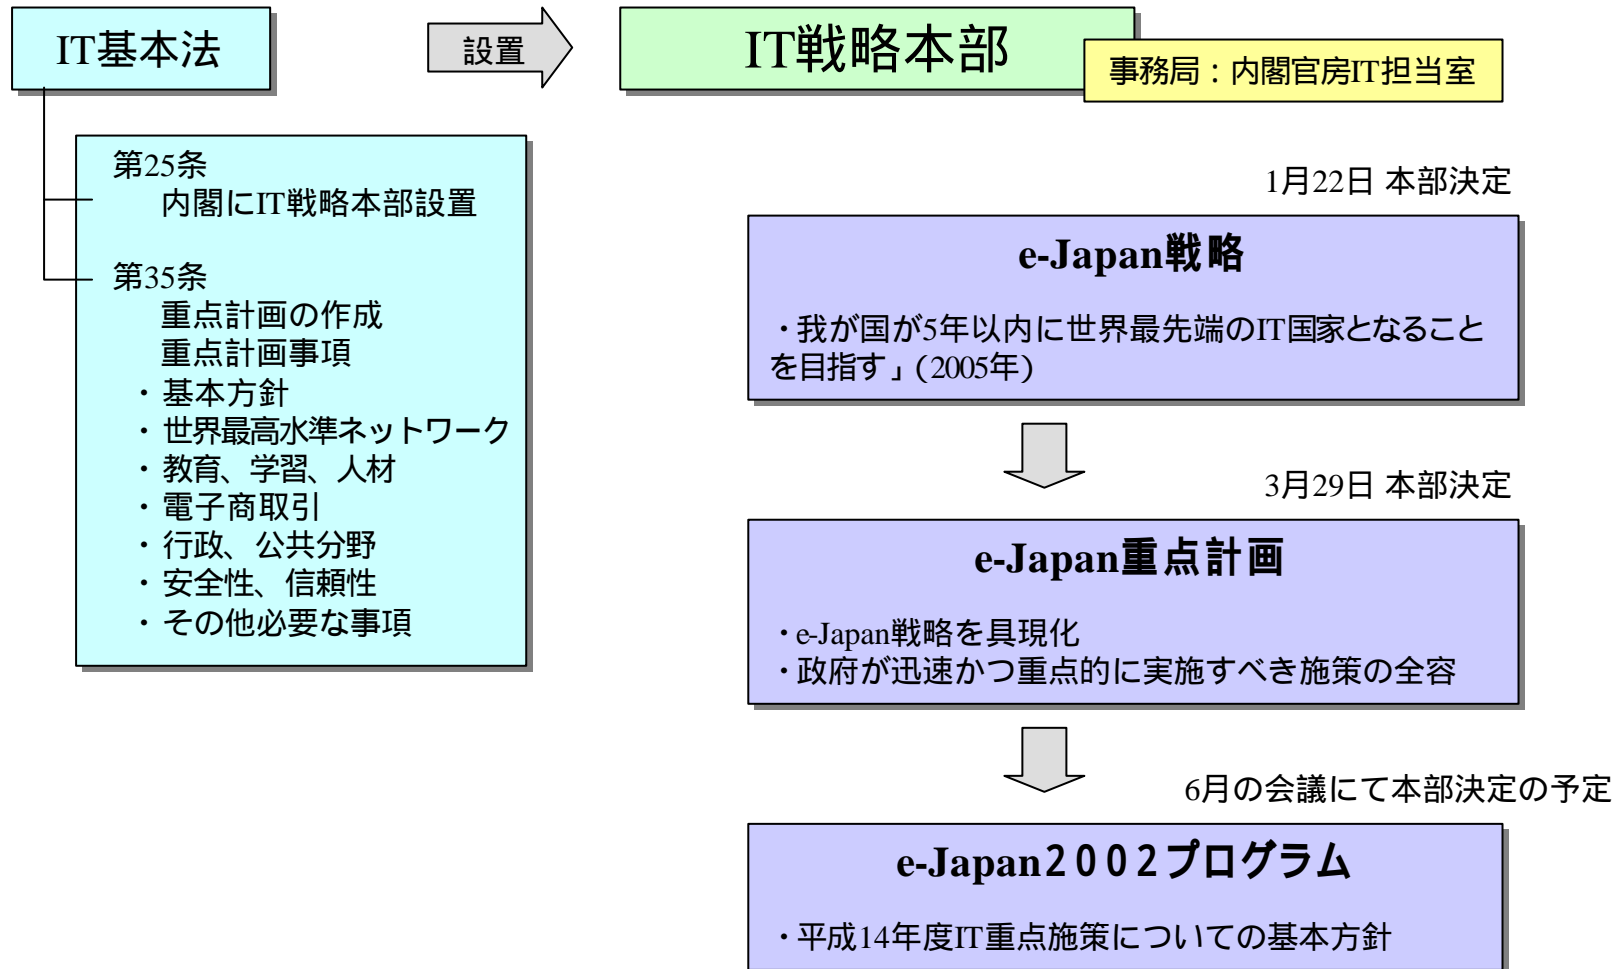 IT基本法
設置
IT戦略本部
事務局：内閣官房IT担当室
第25条
内閣にIT戦略本部設置
第35条
重点計画の作成
重点計画事項
・基本方針
・世界最高水準ネットワーク
・教育、学習、人材
・電子商取引
・行政、公共分野
・安全性、信頼性
・その他必要な事項
1月22日 本部決定
e-Japan戦略
・我が国が5年以内に世界最先端のIT国家となること
を目指す」（2005年）
3月29日 本部決定
e-Japan重点計画
・e-Japan戦略を具現化
・政府が迅速かつ重点的に実施すべき施策の全容
6月の会議にて本部決定の予定
e-Japan２００２プログラム
・平成14年度IT重点施策についての基本方針